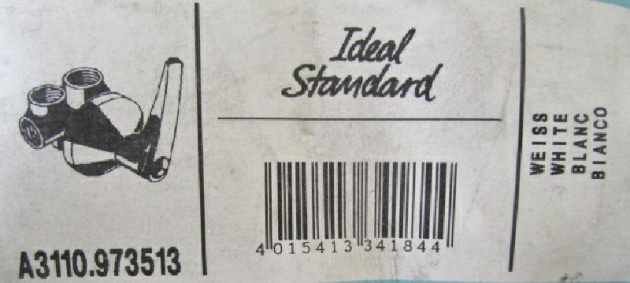 A3110.973513
Ideal
Standard
4 015413 341844
WEISS
WHITE
BLANC
BIANCO